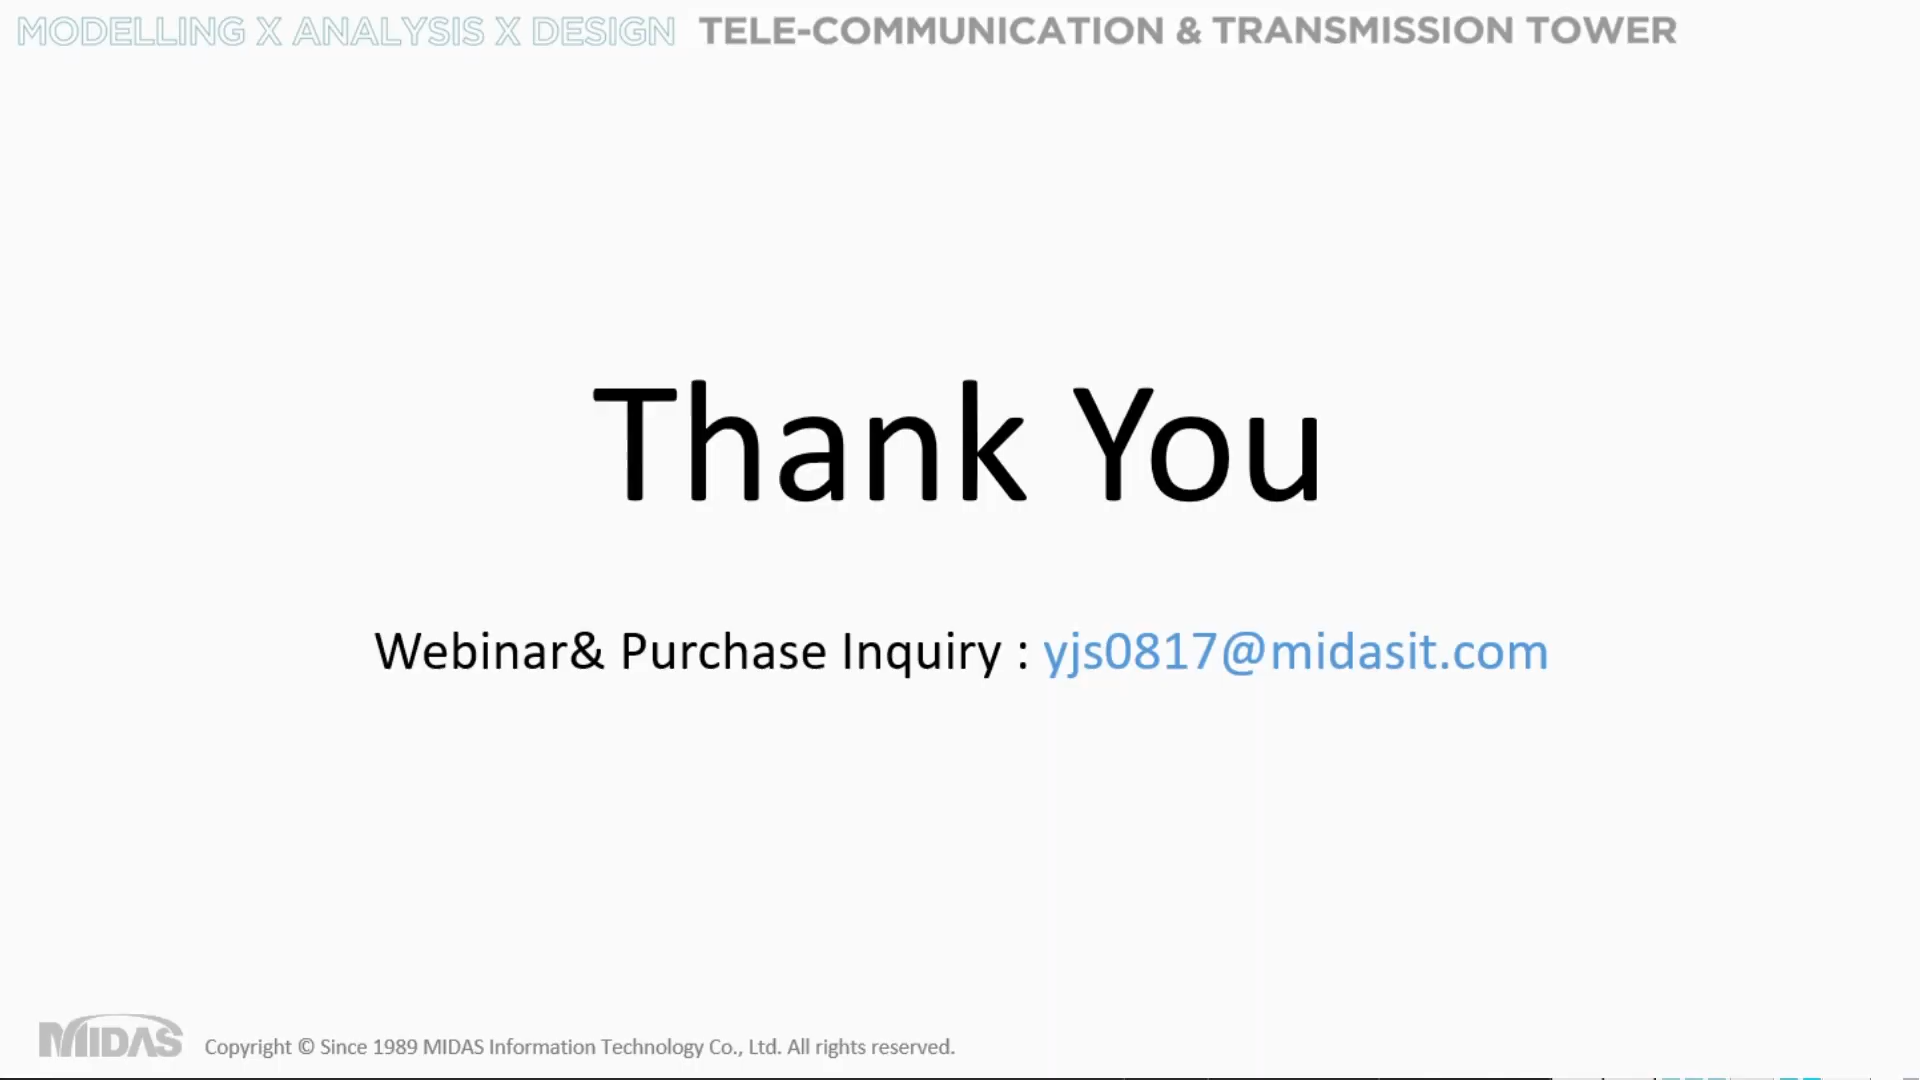 MODELLING X ANALYSIS X DESIGN TELE-COMMUNICATION & TRANSMISSION TOWER
Thank You
Webinar& Purchase Inquiry : yjs0817@midasit.com
MIDAS Copyright © Since 1989 MIDAS Information Technology Co., Ltd. All rights reserved.